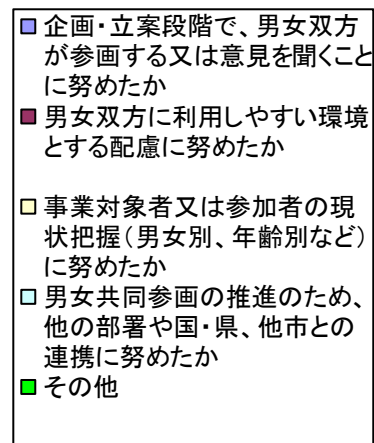 企画・立案段階で、男女双方
が参画する又は意見を聞くこと
に努めたか
男女双方に利用しやすい環境
とする配慮に努めたか
事業対象者又は参加者の現
状把握（男女別、年齢別など）
に努めたか
男女共同参画の推進のため、
他の部署や国・県、他市との
連携に努めたか
その他